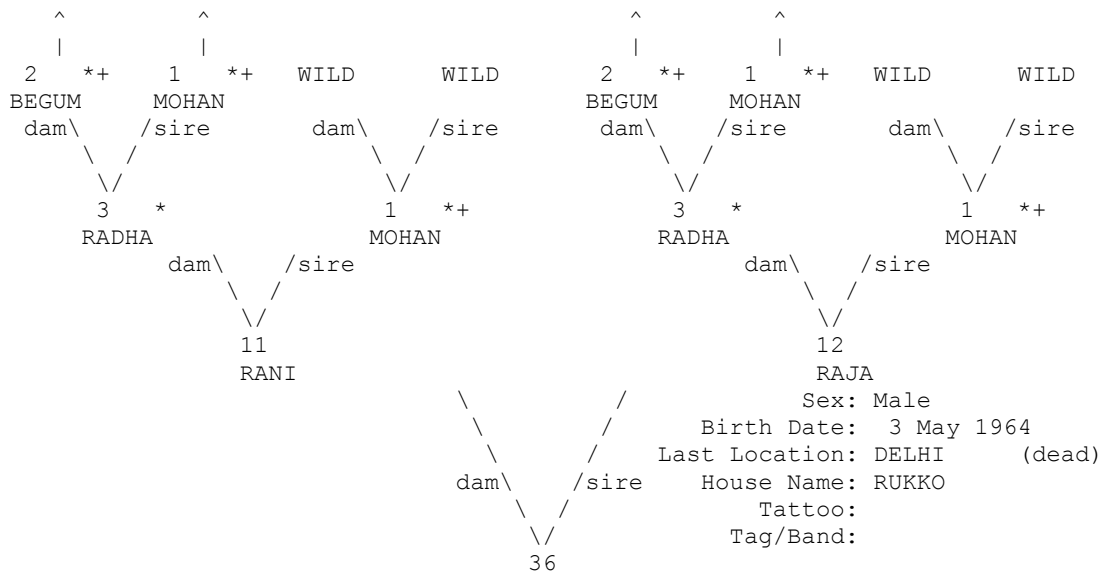 ^ ^ ^ ^
| | | |
2 *+ 1 *+ WILD WILD 2 *+ 1 *+ WILD WILD
BEGUM MOHAN BEGUM MOHAN
dam\ /sire dam\ /sire dam\ /sire dam\ /sire
\ / \ / \ / \ /
\/ \/ \/ \/
3 * 1 *+ 3 * 1 *+
RADHA MOHAN RADHA MOHAN
dam\ /sire dam\ /sire
\ / \ /
\/ \/
11 12
RANI RAJA
\ / Sex: Male
\ / Birth Date: 3 May 1964
\ / Last Location: DELHI (dead)
dam\ /sire House Name: RUKKO
\ / Tattoo:
\/ Tag/Band:
36